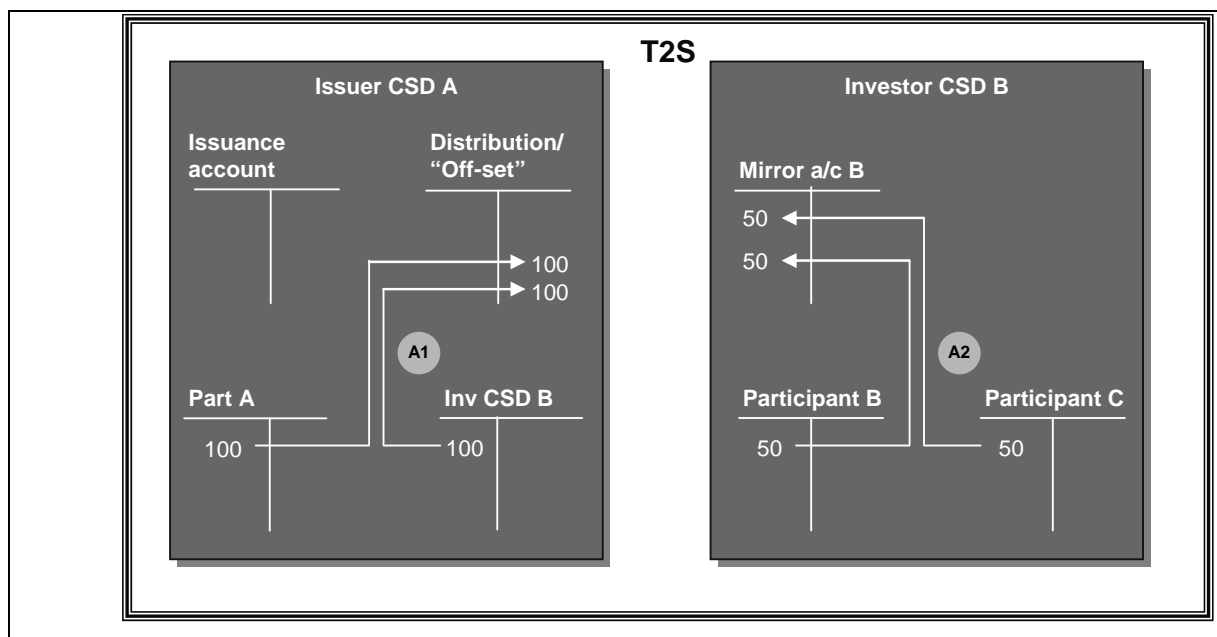 T2S
Issuer CSD A
Issuance
account
Distribution/
“Off-set”
100
100
A1
Part A
100
Inv CSD B
100
Investor CSD B
Mirror a/c B
50
50
A2
Participant B
50
Participant C
50